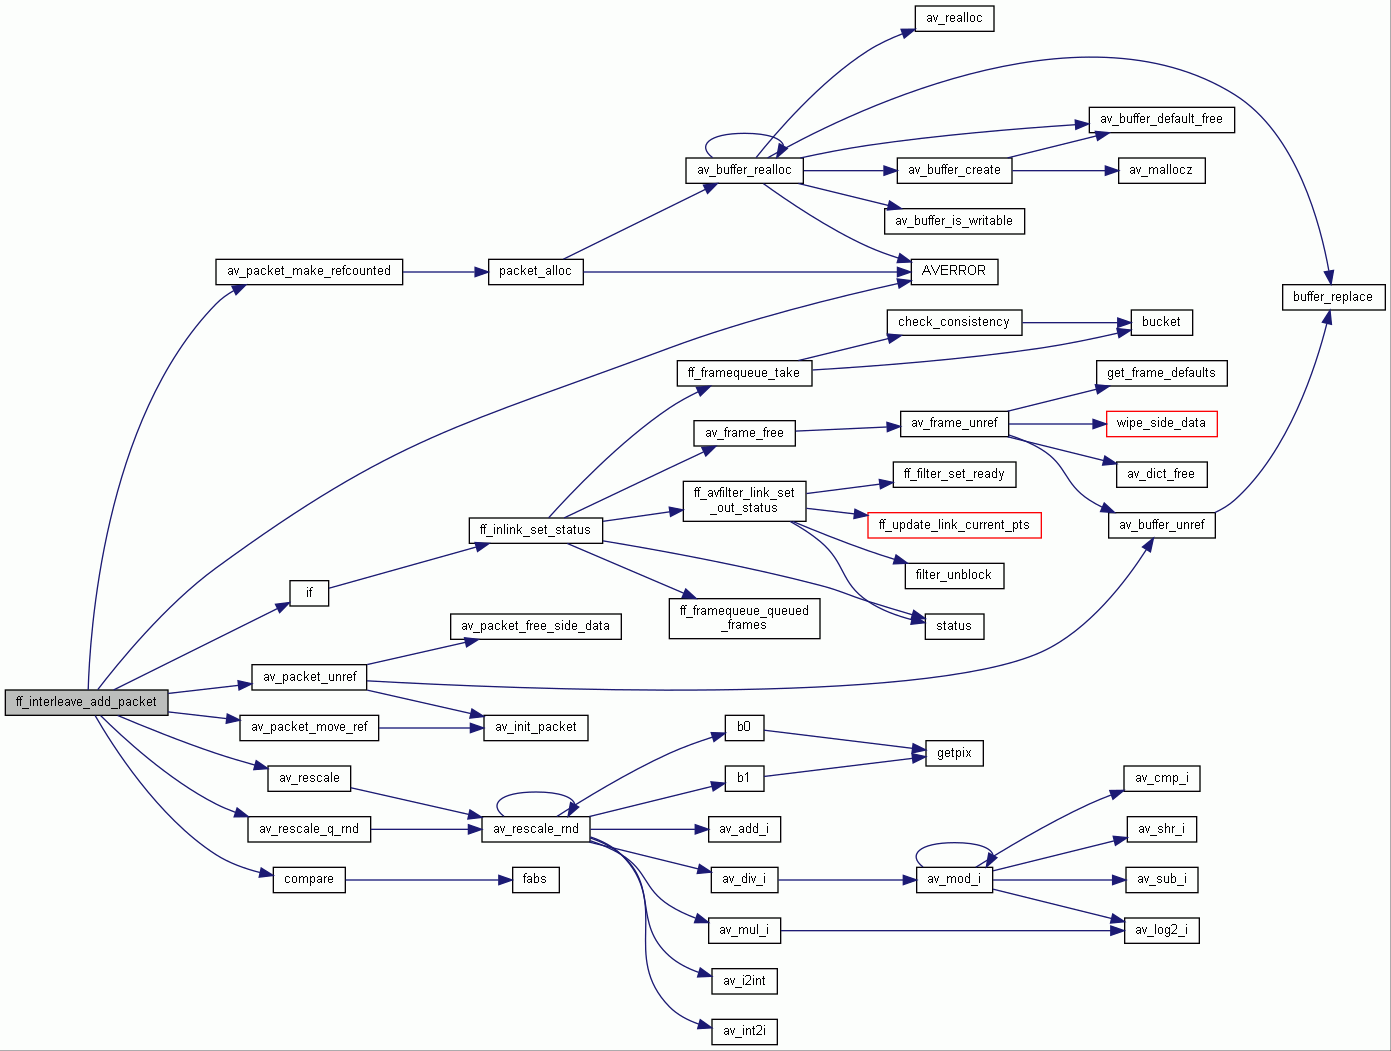 av_realloc
av_buffer_default_free
av_buffer_realloc
av_buffer_create
av_mallocz
av_buffer_is_writable
av_packet_make_refcounted
packet_alloc
AVERROR
buffer_replace
check_consistency
bucket
ff_framequeue_take
get_frame_defaults
av_frame_free
av_frame_unref
wipe_side_data
ff_filter_set_ready
av_dict_free
ff_avfilter_link_set
_out_status
ff_inlink_set_status
ff_update_link_current_pts
av_buffer_unref
filter_unblock
if
ff_framequeue_queued
_frames
status
av_packet_free_side_data
av_packet_unref
ff_interleave_add_packet
av_packet_move_ref
av_init_packet
b0
getpix
av_rescale
b1
av_cmp_i
av_rescale_q_rnd
av_rescale_rnd
av_add_i
av_shr_i
compare
fabs
av_div_i
av_mod_i
av_sub_i
av_mul_i
av_log2_i
av_i2int
av_int2i